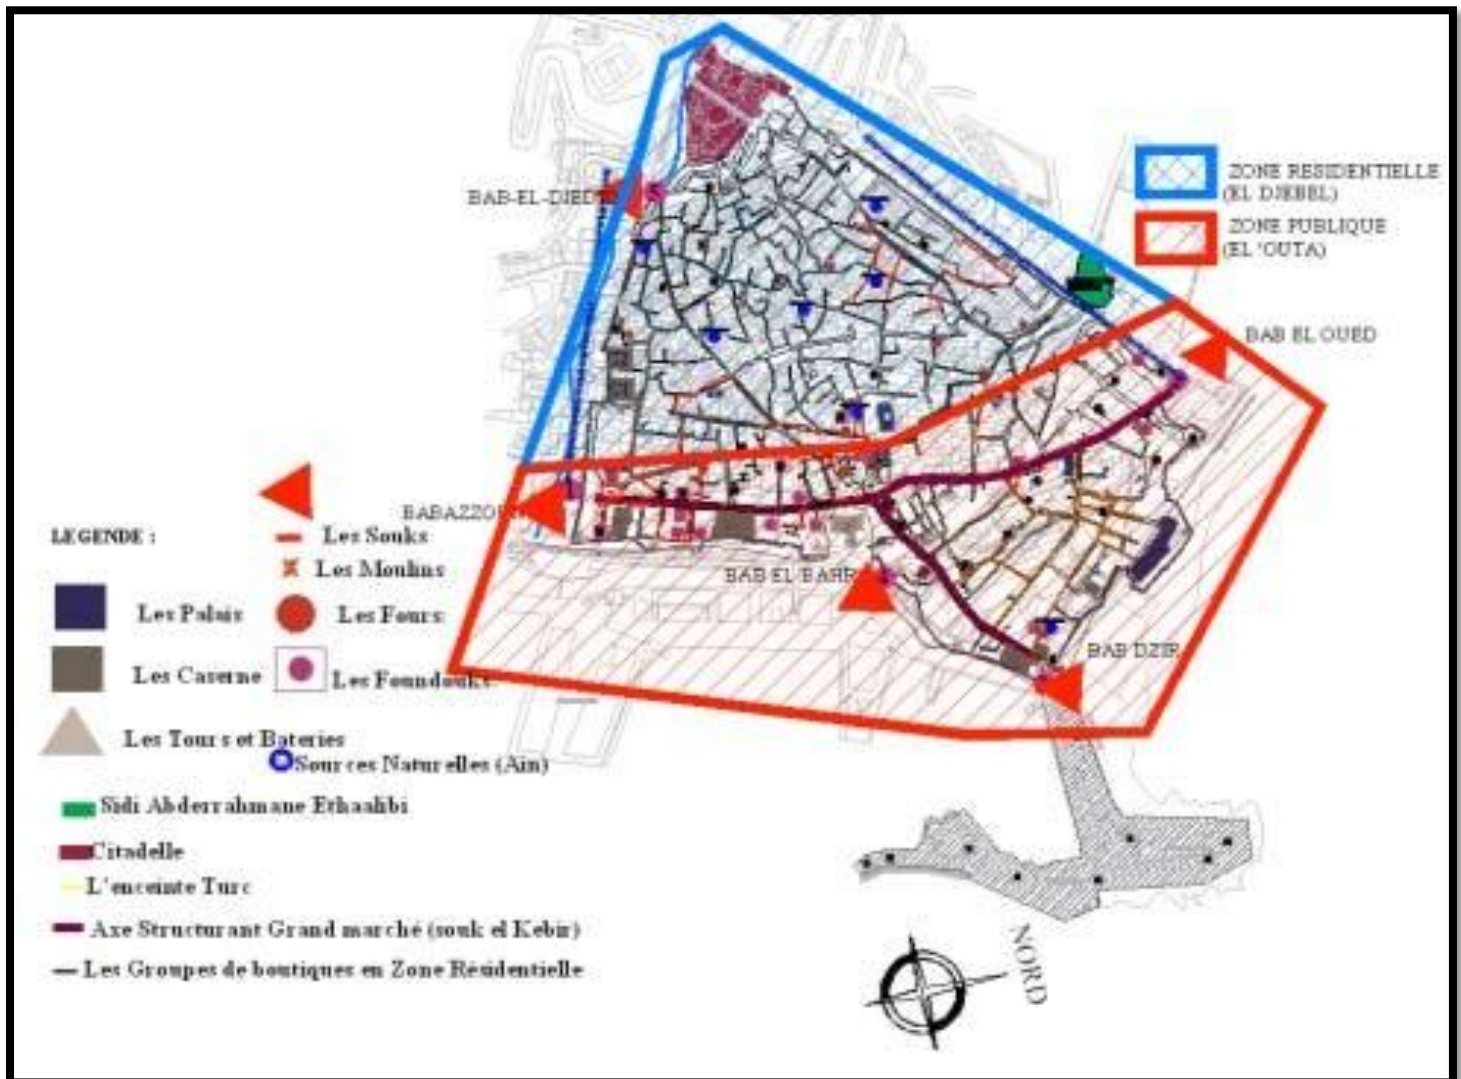 ZONE RESIDENTIELLE
(EL DJEBEL)
ZONE PUBLIQUE
(EL 'OUTA)
BAB-EL-DJED
BAB EL OUED
BABAZZO
BAB EL BAHR
BAB DZIR
LEGENDE :
Les Souks
Les Moulins
Les Palais
Les Fours
Les Caserne
Les Foundouks
Les Tours et Bateries
Sources Naturelles (Ain)
Sidi Abderrahmane Ethaalibi
Citadelle
L'enceinte Turc
Axe Structurant Grand marché (souk el Kebir)
Les Groupes de boutiques en Zone Résidentielle
NORD